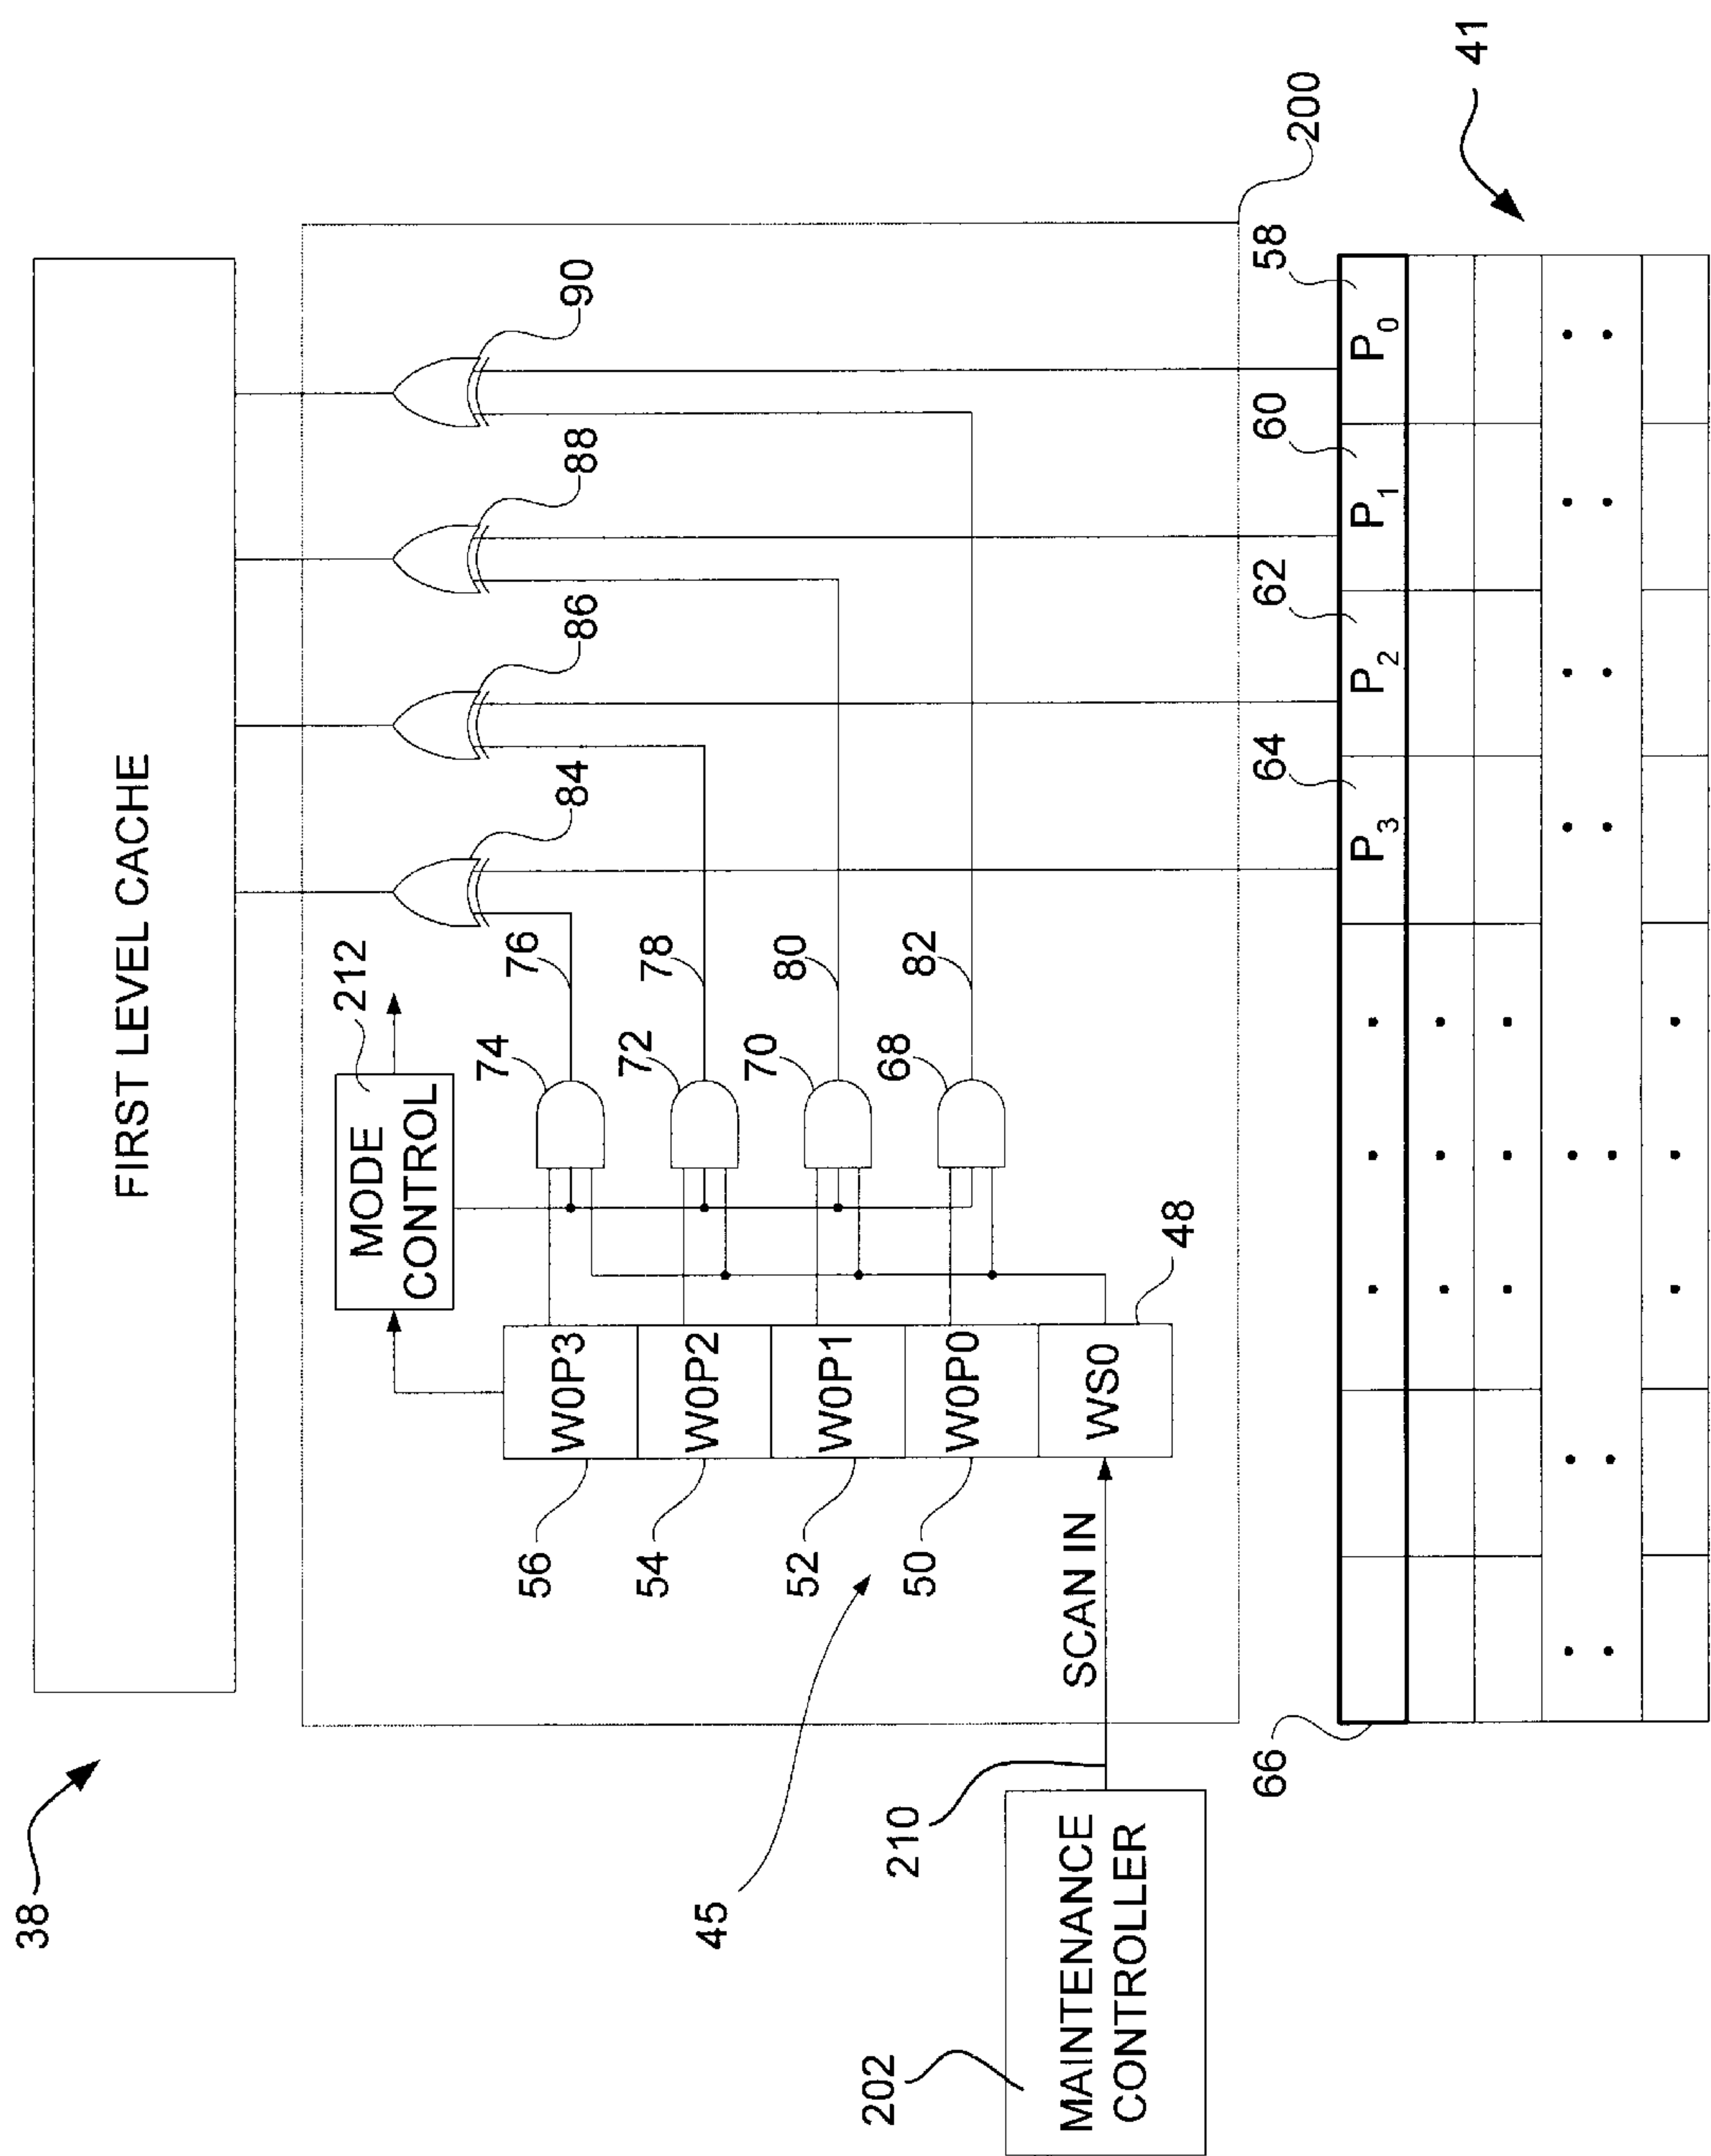 38
FIRST LEVEL CACHE
212
MODE
CONTROL
84
86
88
90
76
78
80
82
74
72
70
68
W0P3
W0P2
W0P1
W0P0
WS0
48
56
54
52
50
45
SCAN IN
210
202
MAINTENANCE
CONTROLLER
200
66
64
62
60
58
41
P3
P2
P1
P0